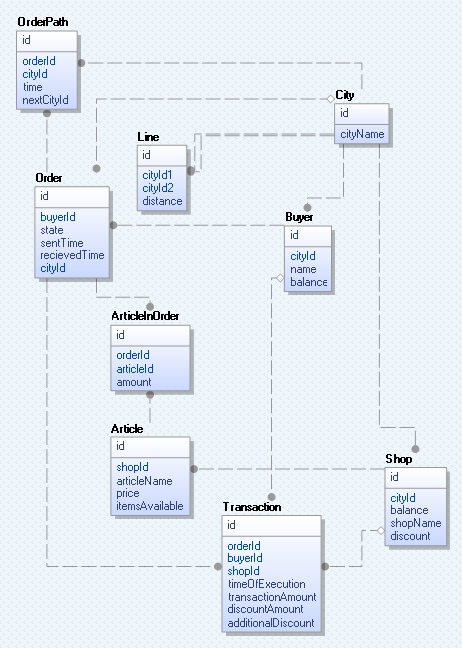 OrderPath
id
orderId
cityId
time
nextCityId
City
id
cityName
Line
id
cityId1
cityId2
distance
Order
id
buyerId
state
sentTime
recievedTime
cityId
Buyer
id
cityId
name
balance
ArticleInOrder
id
orderId
articleId
amount
Article
id
shopId
articleName
price
itemsAvailable
Shop
id
cityId
balance
shopName
discount
Transaction
id
orderId
buyerId
shopId
timeOfExecution
transactionAmount
discountAmount
additionalDiscount